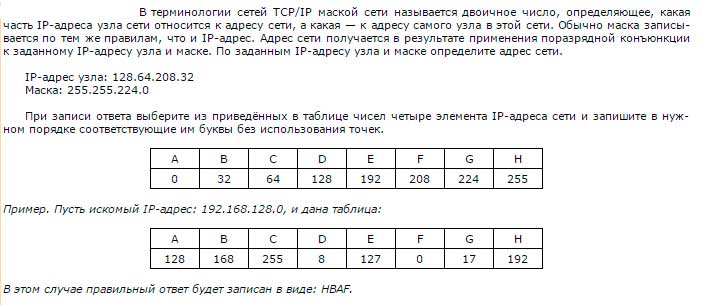 В терминологии сетей TCP/IP маской сети называется двоичное число, определяющее, какая
часть IP-адреса узла сети относится к адресу сети, а какая — к адресу самого узла в этой сети. Обычно маска записы-
вается по тем же правилам, что и IP-адрес. Адрес сети получается в результате применения поразрядной конъюнкции
к заданному IP-адресу узла и маске. По заданным IP-адресу узла и маске определите адрес сети.
IP-адрес узла: 128.64.208.32
Маска: 255.255.224.0
При записи ответа выберите из приведённых в таблице чисел четыре элемента IP-адреса сети и запишите в нуж-
ном порядке соответствующие им буквы без использования точек.
A B C D E F G H
0 32 64 128 192 208 224 255
Пример. Пусть искомый IP-адрес: 192.168.128.0, и дана таблица:
A B C D E F G H
128 168 255 8 127 0 17 192
В этом случае правильный ответ будет записан в виде: HBAF.